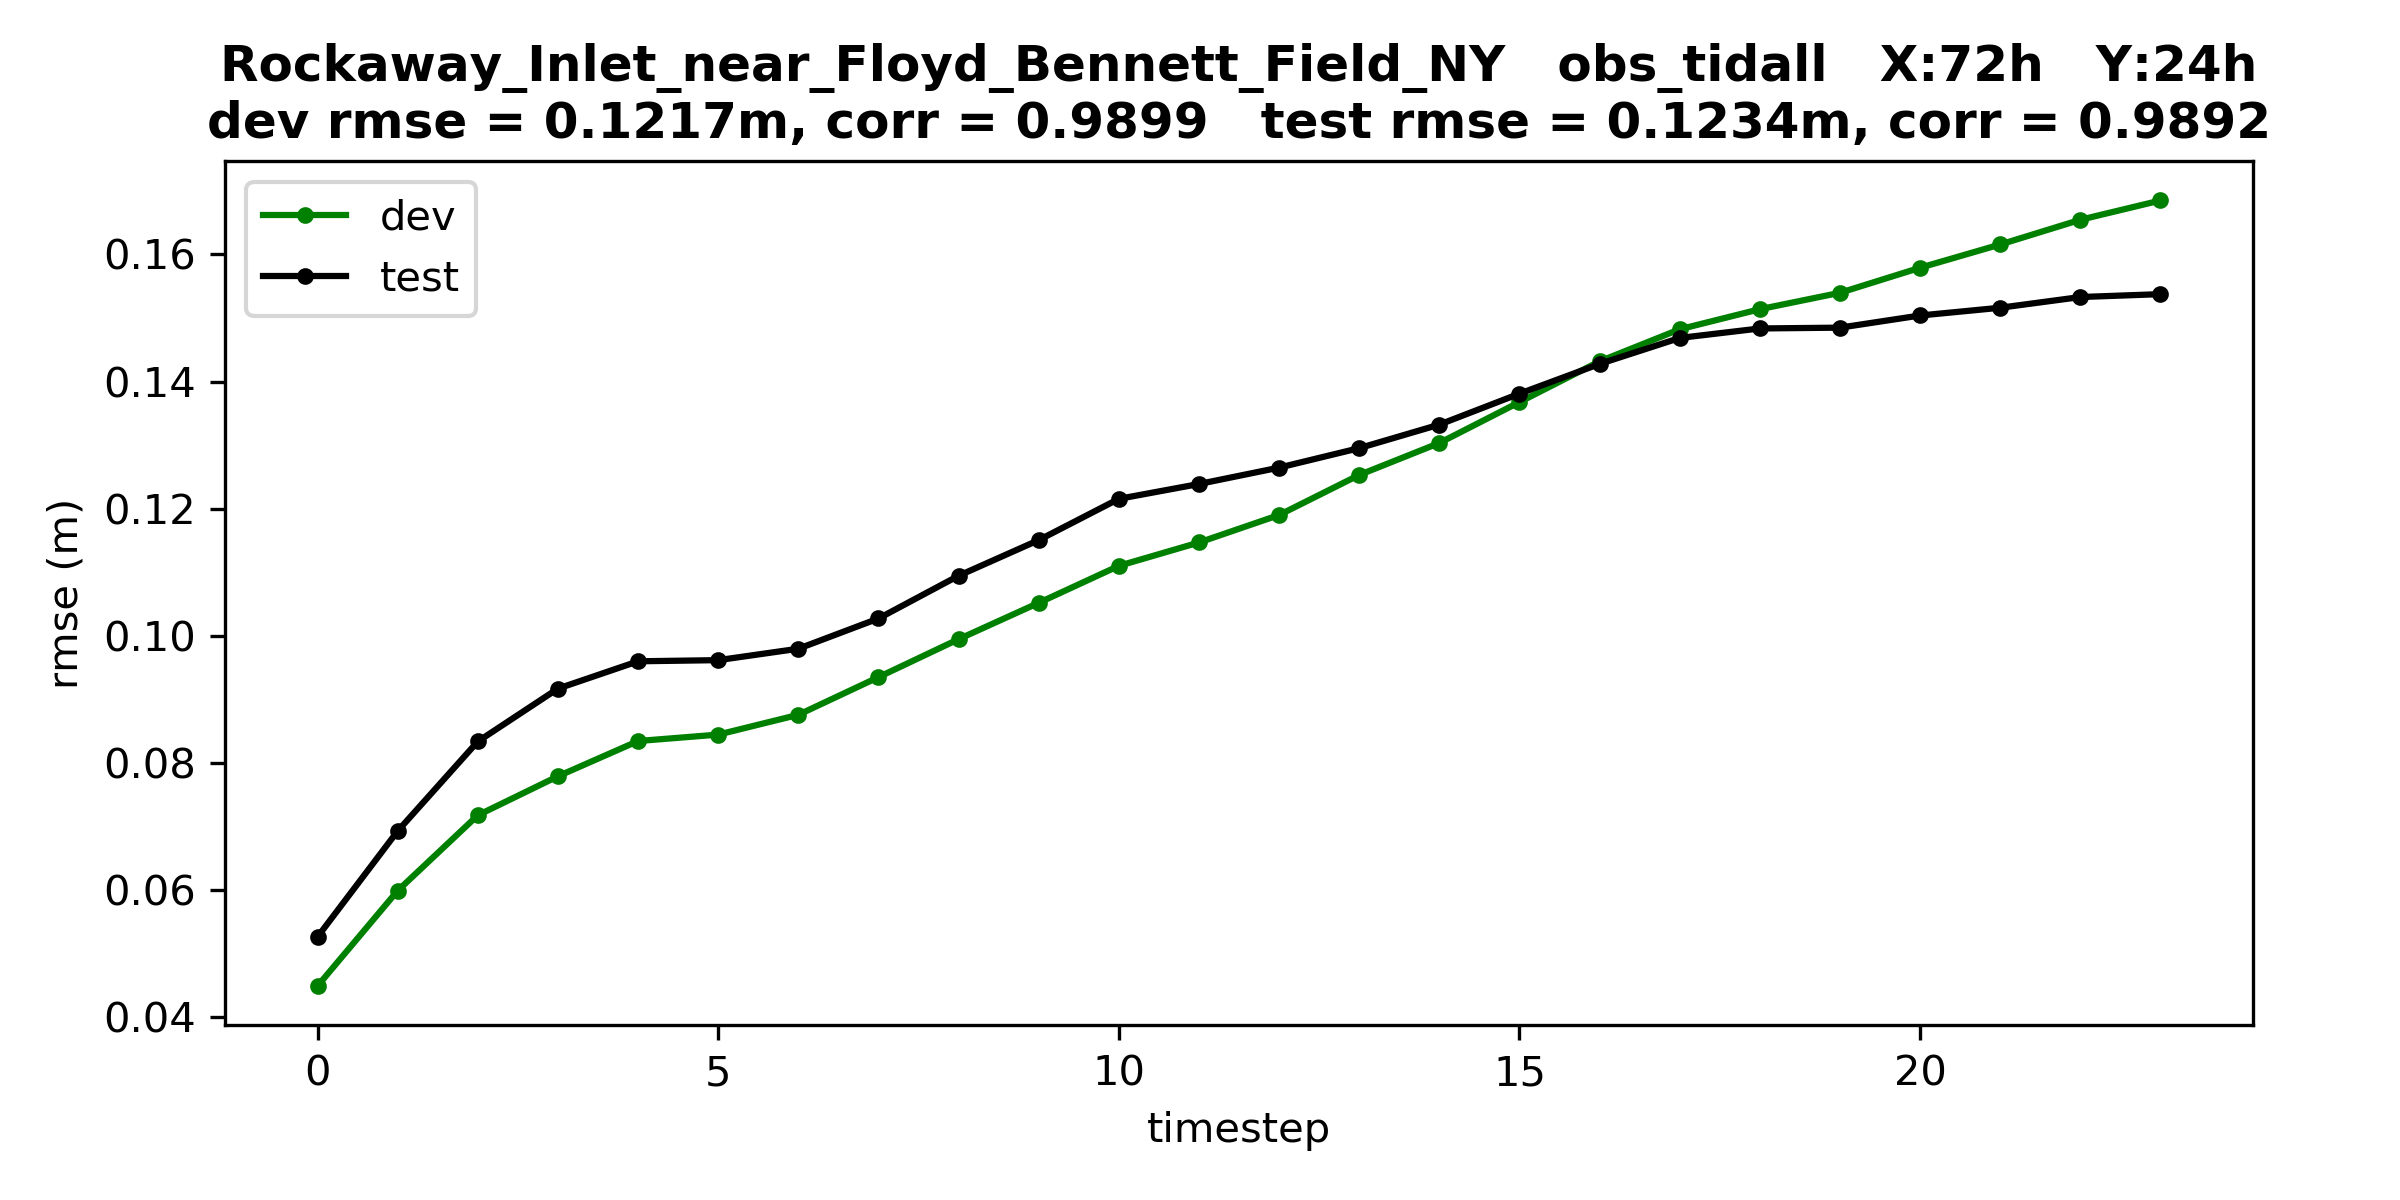 Rockaway_Inlet_near_Floyd_Bennett_Field_NY   obs_tidall   X:72h   Y:24h
dev rmse = 0.1217m, corr = 0.9899   test rmse = 0.1234m, corr = 0.9892
dev
test
0.16
0.14
0.12
0.10
0.08
0.06
0.04
rmse (m)
0 5 10 15 20
timestep